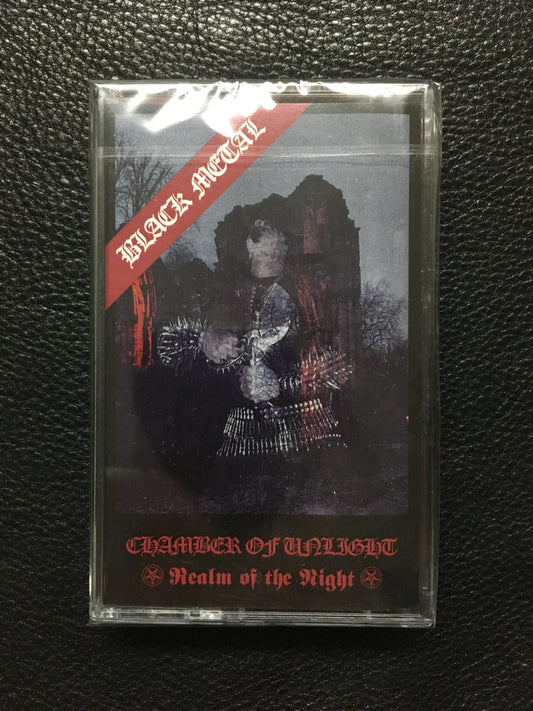 BLACK METAL
CHAMBER OF UNLIGHT
Realm of the Night